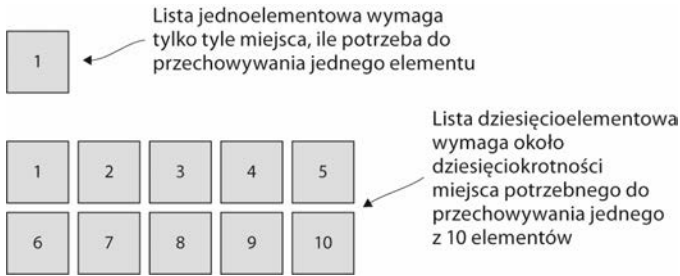 Lista jednoelementowa wymaga
tylko tyle miejsca, ile potrzeba do
przechowywania jednego elementu
1
Lista dziesięcioelementowa
wymaga około
dziesięciokrotności
miejsca potrzebnego do
przechowywania jednego
z 10 elementów
1 2 3 4 5
6 7 8 9 10